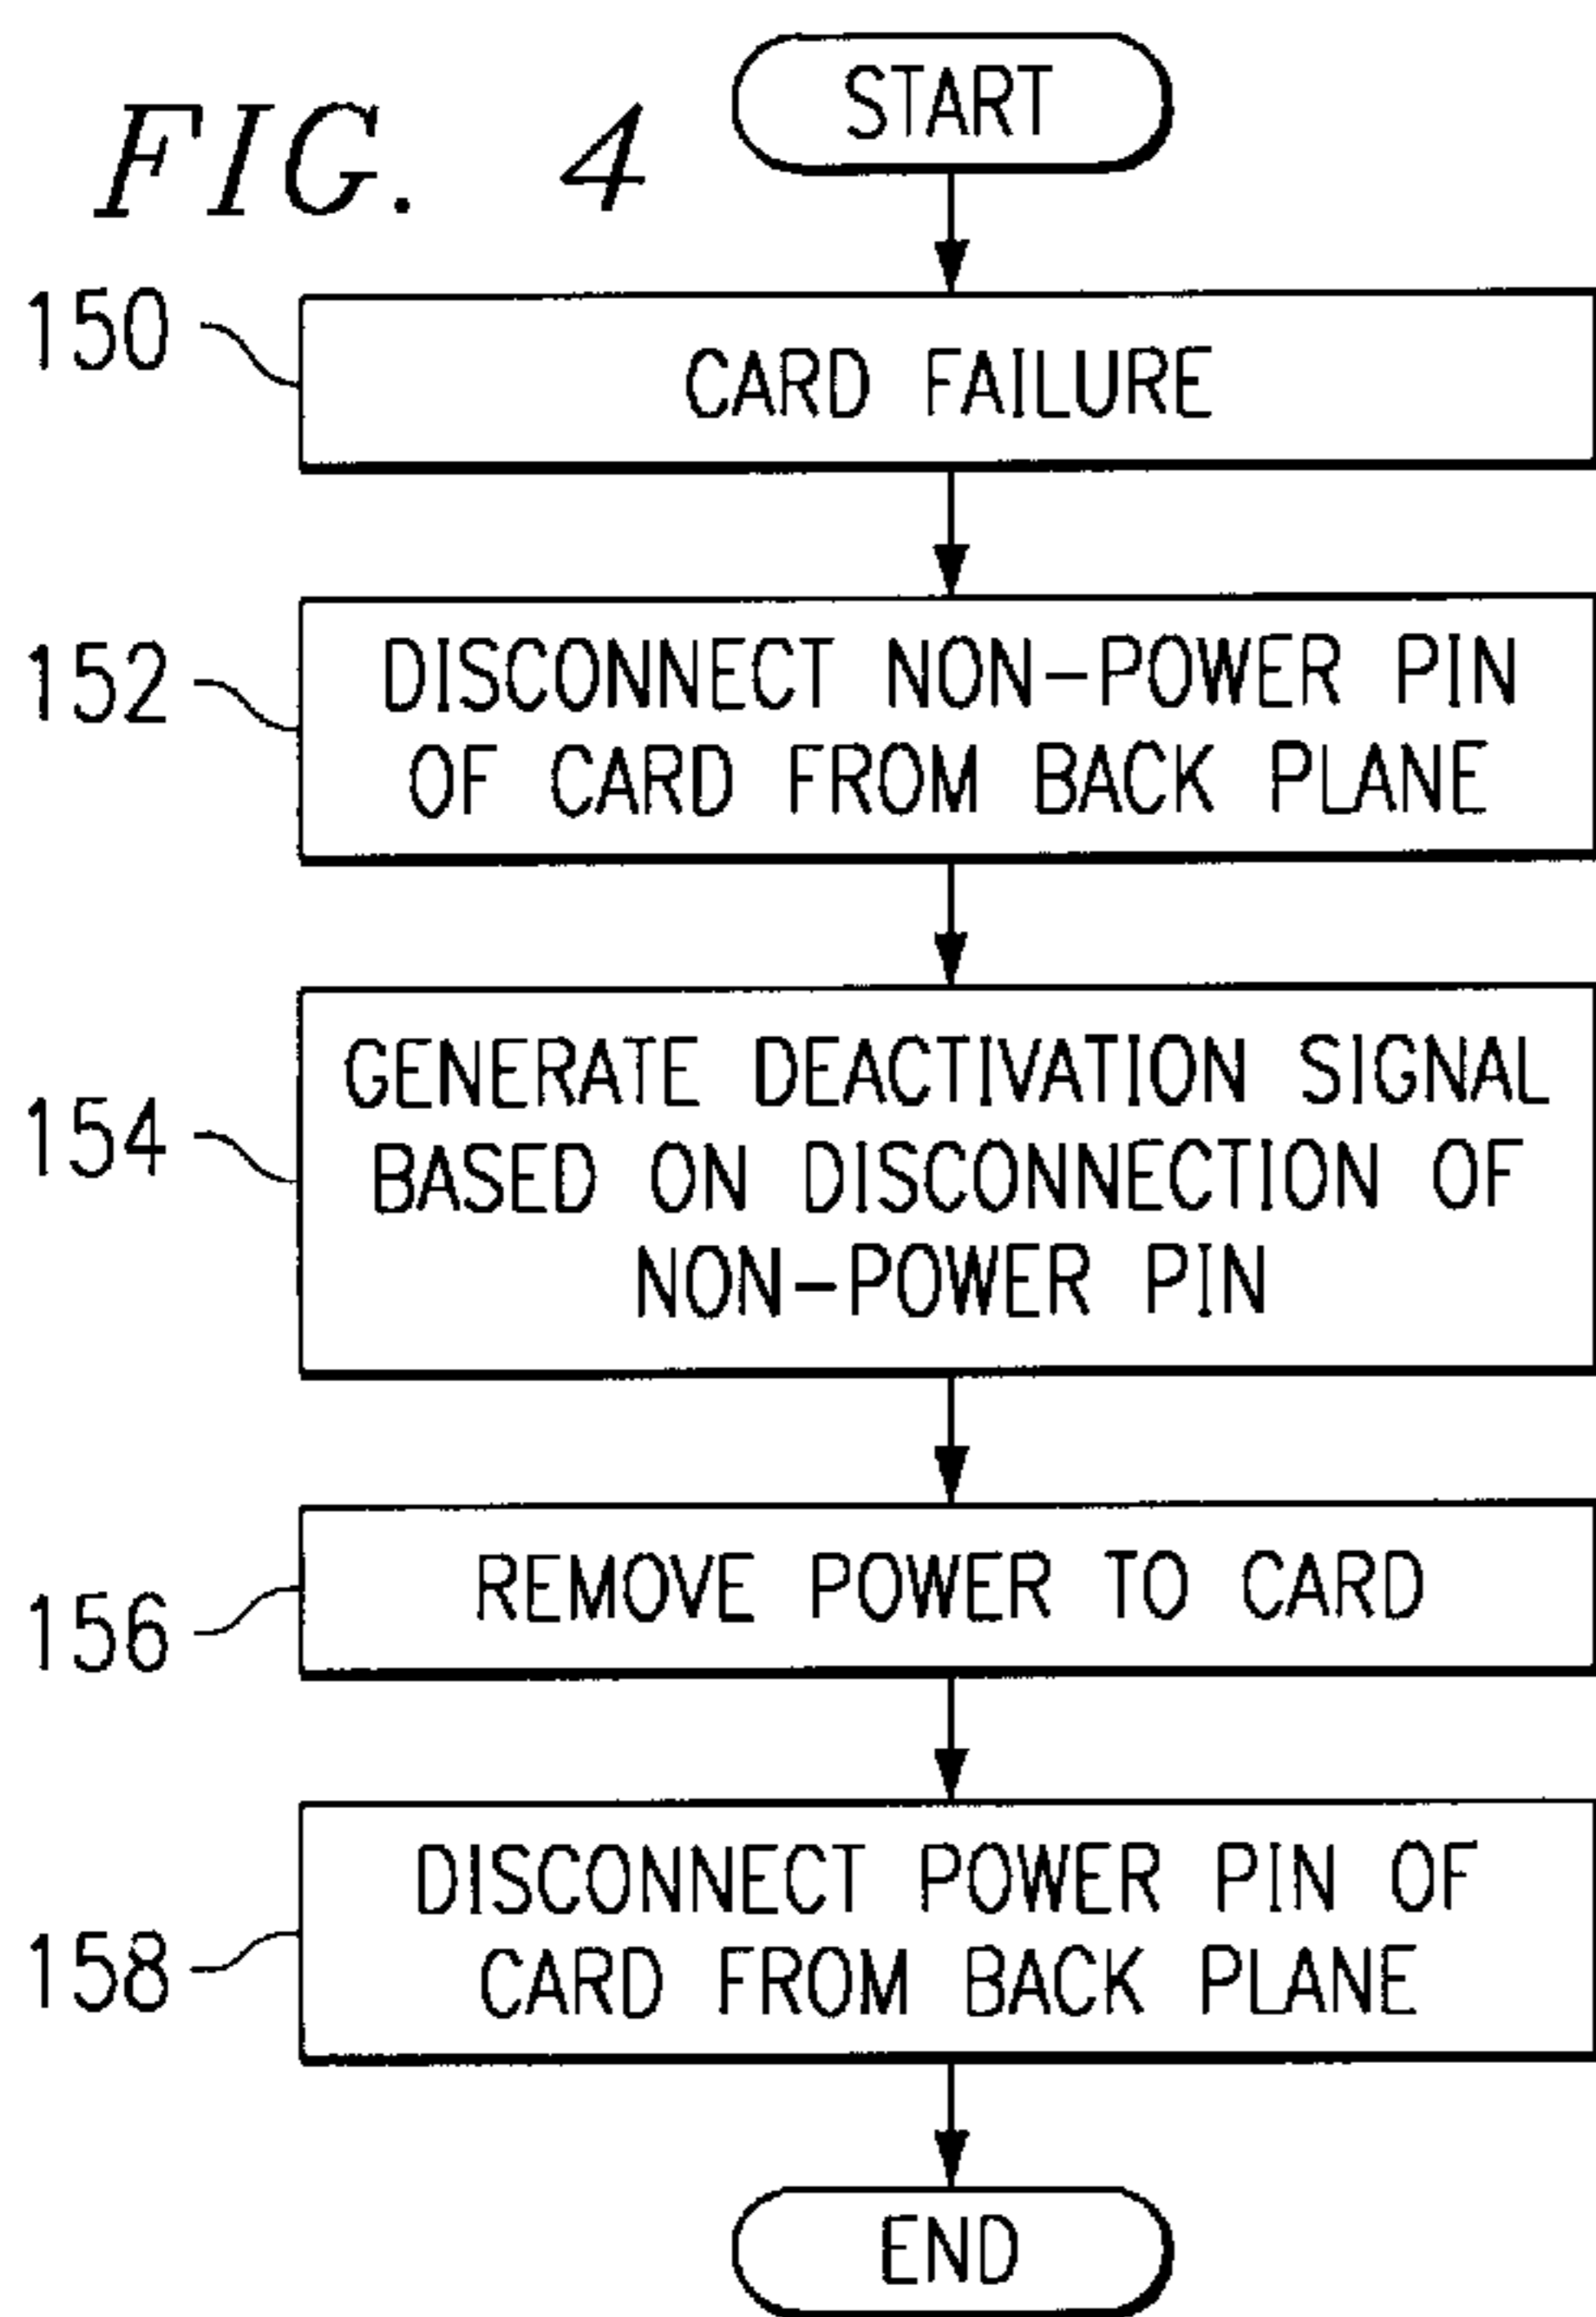 FIG. 4
START
150
CARD FAILURE
152
DISCONNECT NON-POWER PIN
OF CARD FROM BACK PLANE
154
GENERATE DEACTIVATION SIGNAL
BASED ON DISCONNECTION OF
NON-POWER PIN
156
REMOVE POWER TO CARD
158
DISCONNECT POWER PIN OF
CARD FROM BACK PLANE
END